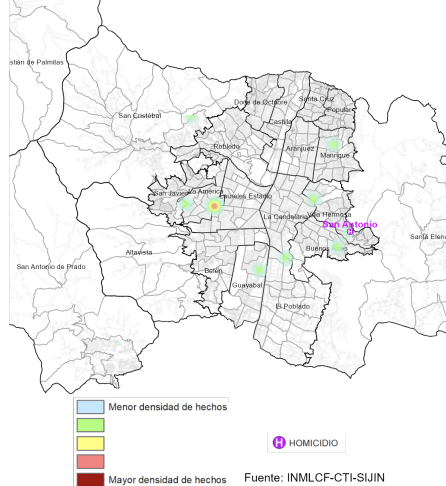 stián de Palmitas
San Cristóbal
Doce de Octubre
Santa Cruz
Popular
Castilla
Robledo
Aranjuez
Manrique
San Javier
La América
Laureles Estadio
La Candelaria
Villa Hermosa
San Antonio
H
Buenos Aires
Santa Elena
Altavista
San Antonio de Prado
Belén
Guayabal
El Poblado
Menor densidad de hechos
H HOMICIDIO
Mayor densidad de hechos
Fuente: INMLCF-CTI-SIJIN